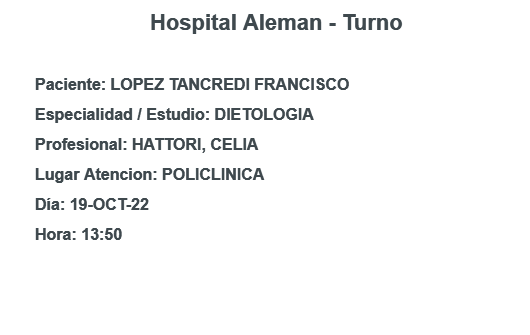 Hospital Aleman - Turno
Paciente: LOPEZ TANCREDI FRANCISCO
Especialidad / Estudio: DIETOLOGIA
Profesional: HATTORI, CELIA
Lugar Atencion: POLICLINICA
Día: 19-OCT-22
Hora: 13:50